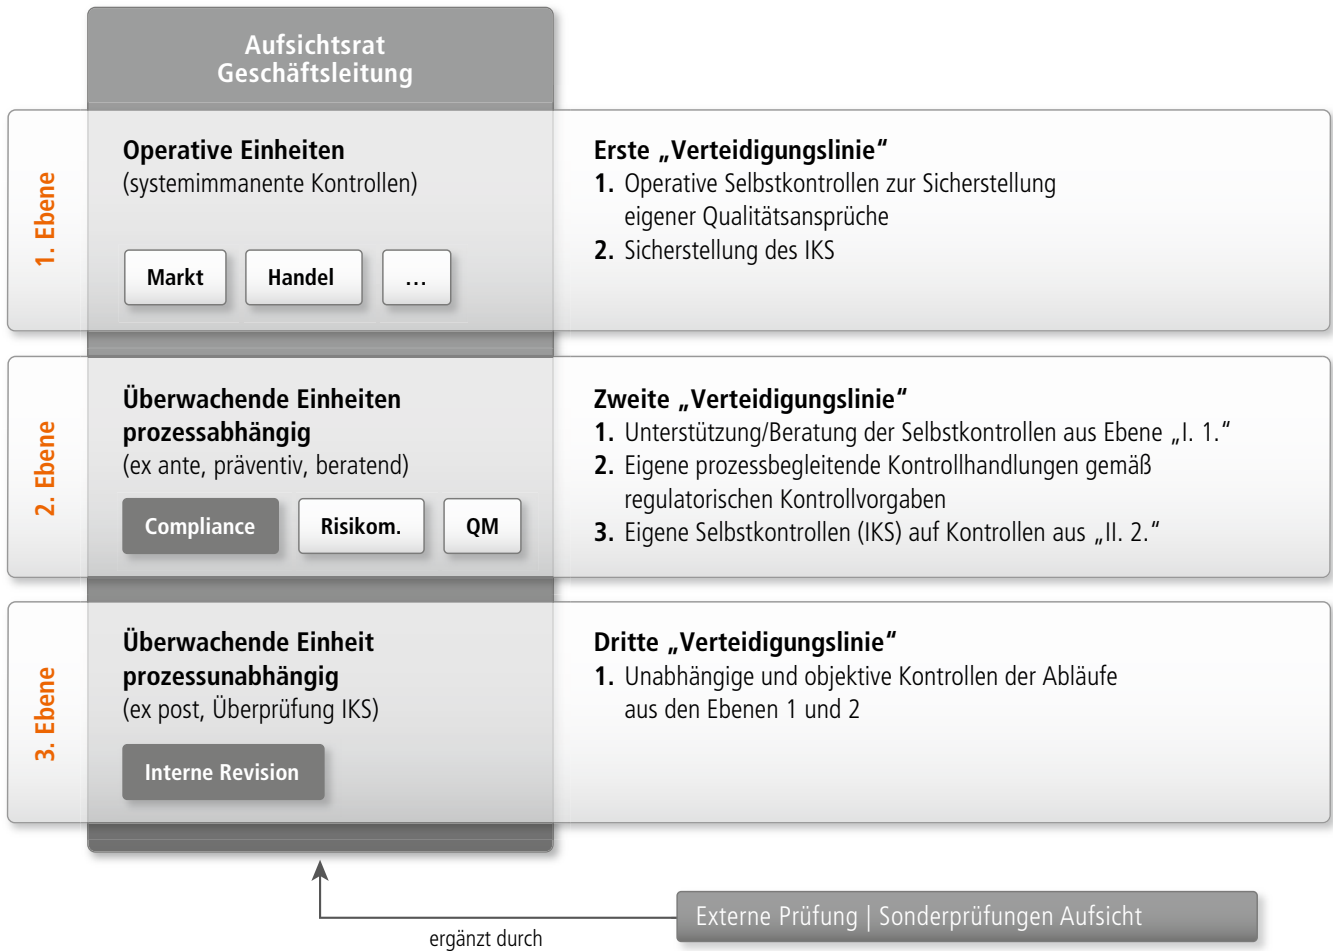 Aufsichtsrat
Geschäftsleitung
1. Ebene
Operative Einheiten
(systemimmanente Kontrollen)
Markt
Handel
…
Erste „Verteidigungslinie“
1. Operative Selbstkontrollen zur Sicherstellung
eigener Qualitätsansprüche
2. Sicherstellung des IKS
2. Ebene
Überwachende Einheiten
prozessabhängig
(ex ante, präventiv, beratend)
Compliance
Risikom.
QM
Zweite „Verteidigungslinie“
1. Unterstützung/Beratung der Selbstkontrollen aus Ebene „I. 1.“
2. Eigene prozessbegleitende Kontrollhandlungen gemäß
regulatorischen Kontrollvorgaben
3. Eigene Selbstkontrollen (IKS) auf Kontrollen aus „II. 2.“
3. Ebene
Überwachende Einheit
prozessunabhängig
(ex post, Überprüfung IKS)
Interne Revision
Dritte „Verteidigungslinie“
1. Unabhängige und objektive Kontrollen der Abläufe
aus den Ebenen 1 und 2
ergänzt durch
Externe Prüfung | Sonderprüfungen Aufsicht